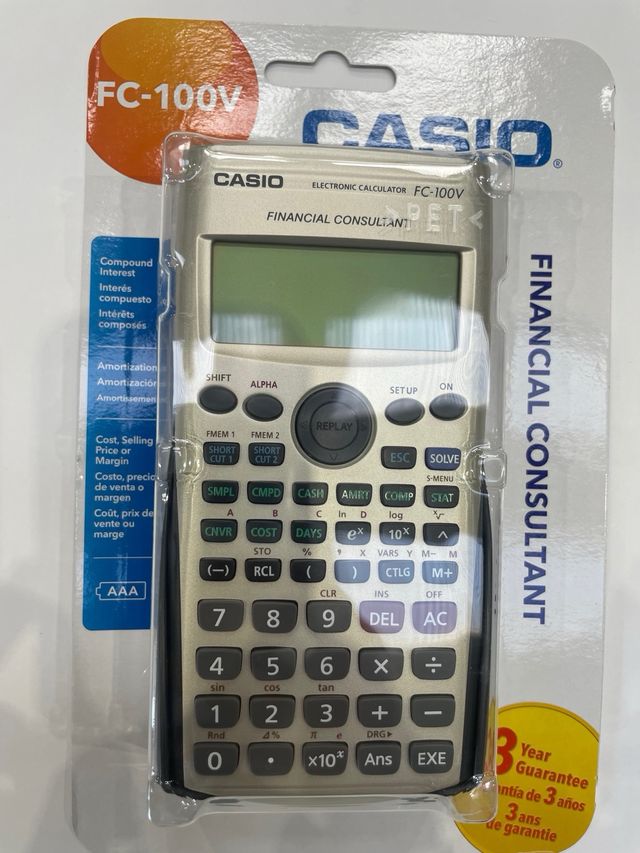 FC-100V
CASIO®
CASIO
ELECTRONIC CALCULATOR FC-100V
FINANCIAL CONSULTANT
>PET<
FINANCIAL CONSULTANT
Compound
Interest
Interés
compuesto
Intérêts
composés
Amortization
Amortización
Amortissement
Cost, Selling
Price or
Margin
Costo, precio
de venta o
margen
Coût, prix de
vente ou
marge
AAA
SHIFT ALPHA SET UP ON
REPLAY
FMEM 1 FMEM 2
SHORT CUT 1 SHORT CUT 2 ESC SOLVE
S-MENU
SMPL CMPD CASH AMRT COMP STAT
A B C ln D log x√
CNVR COST DAYS eˣ 10ˣ ^
STO % , X VARS Y M− M
(−) RCL ( ) CTLG M+
CLR INS OFF
7 8 9 DEL AC
4 5 6 × ÷
sin cos tan
1 2 3 + −
Rnd ⊿% π e DRG▶
0 • ×10ˣ Ans EXE
3 Year
Guarantee
antía de 3 años
3 ans
de garantie